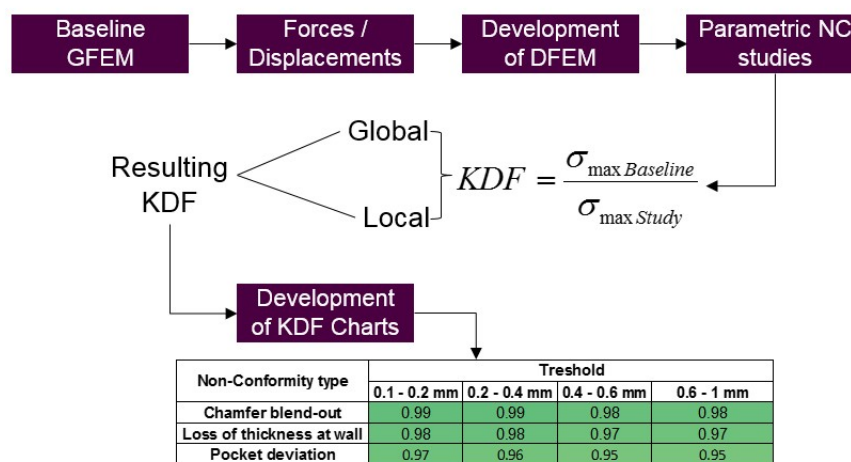 Baseline
GFEM
Forces /
Displacements
Development
of DFEM
Parametric NC
studies
Global
Resulting
KDF
Local
KDF = σmax Baseline / σmax Study
Development
of KDF Charts
Non-Conformity type
Treshold
0.1 - 0.2 mm 0.2 - 0.4 mm 0.4 - 0.6 mm 0.6 - 1 mm
Chamfer blend-out 0.99 0.99 0.98 0.98
Loss of thickness at wall 0.98 0.98 0.97 0.97
Pocket deviation 0.97 0.96 0.95 0.95